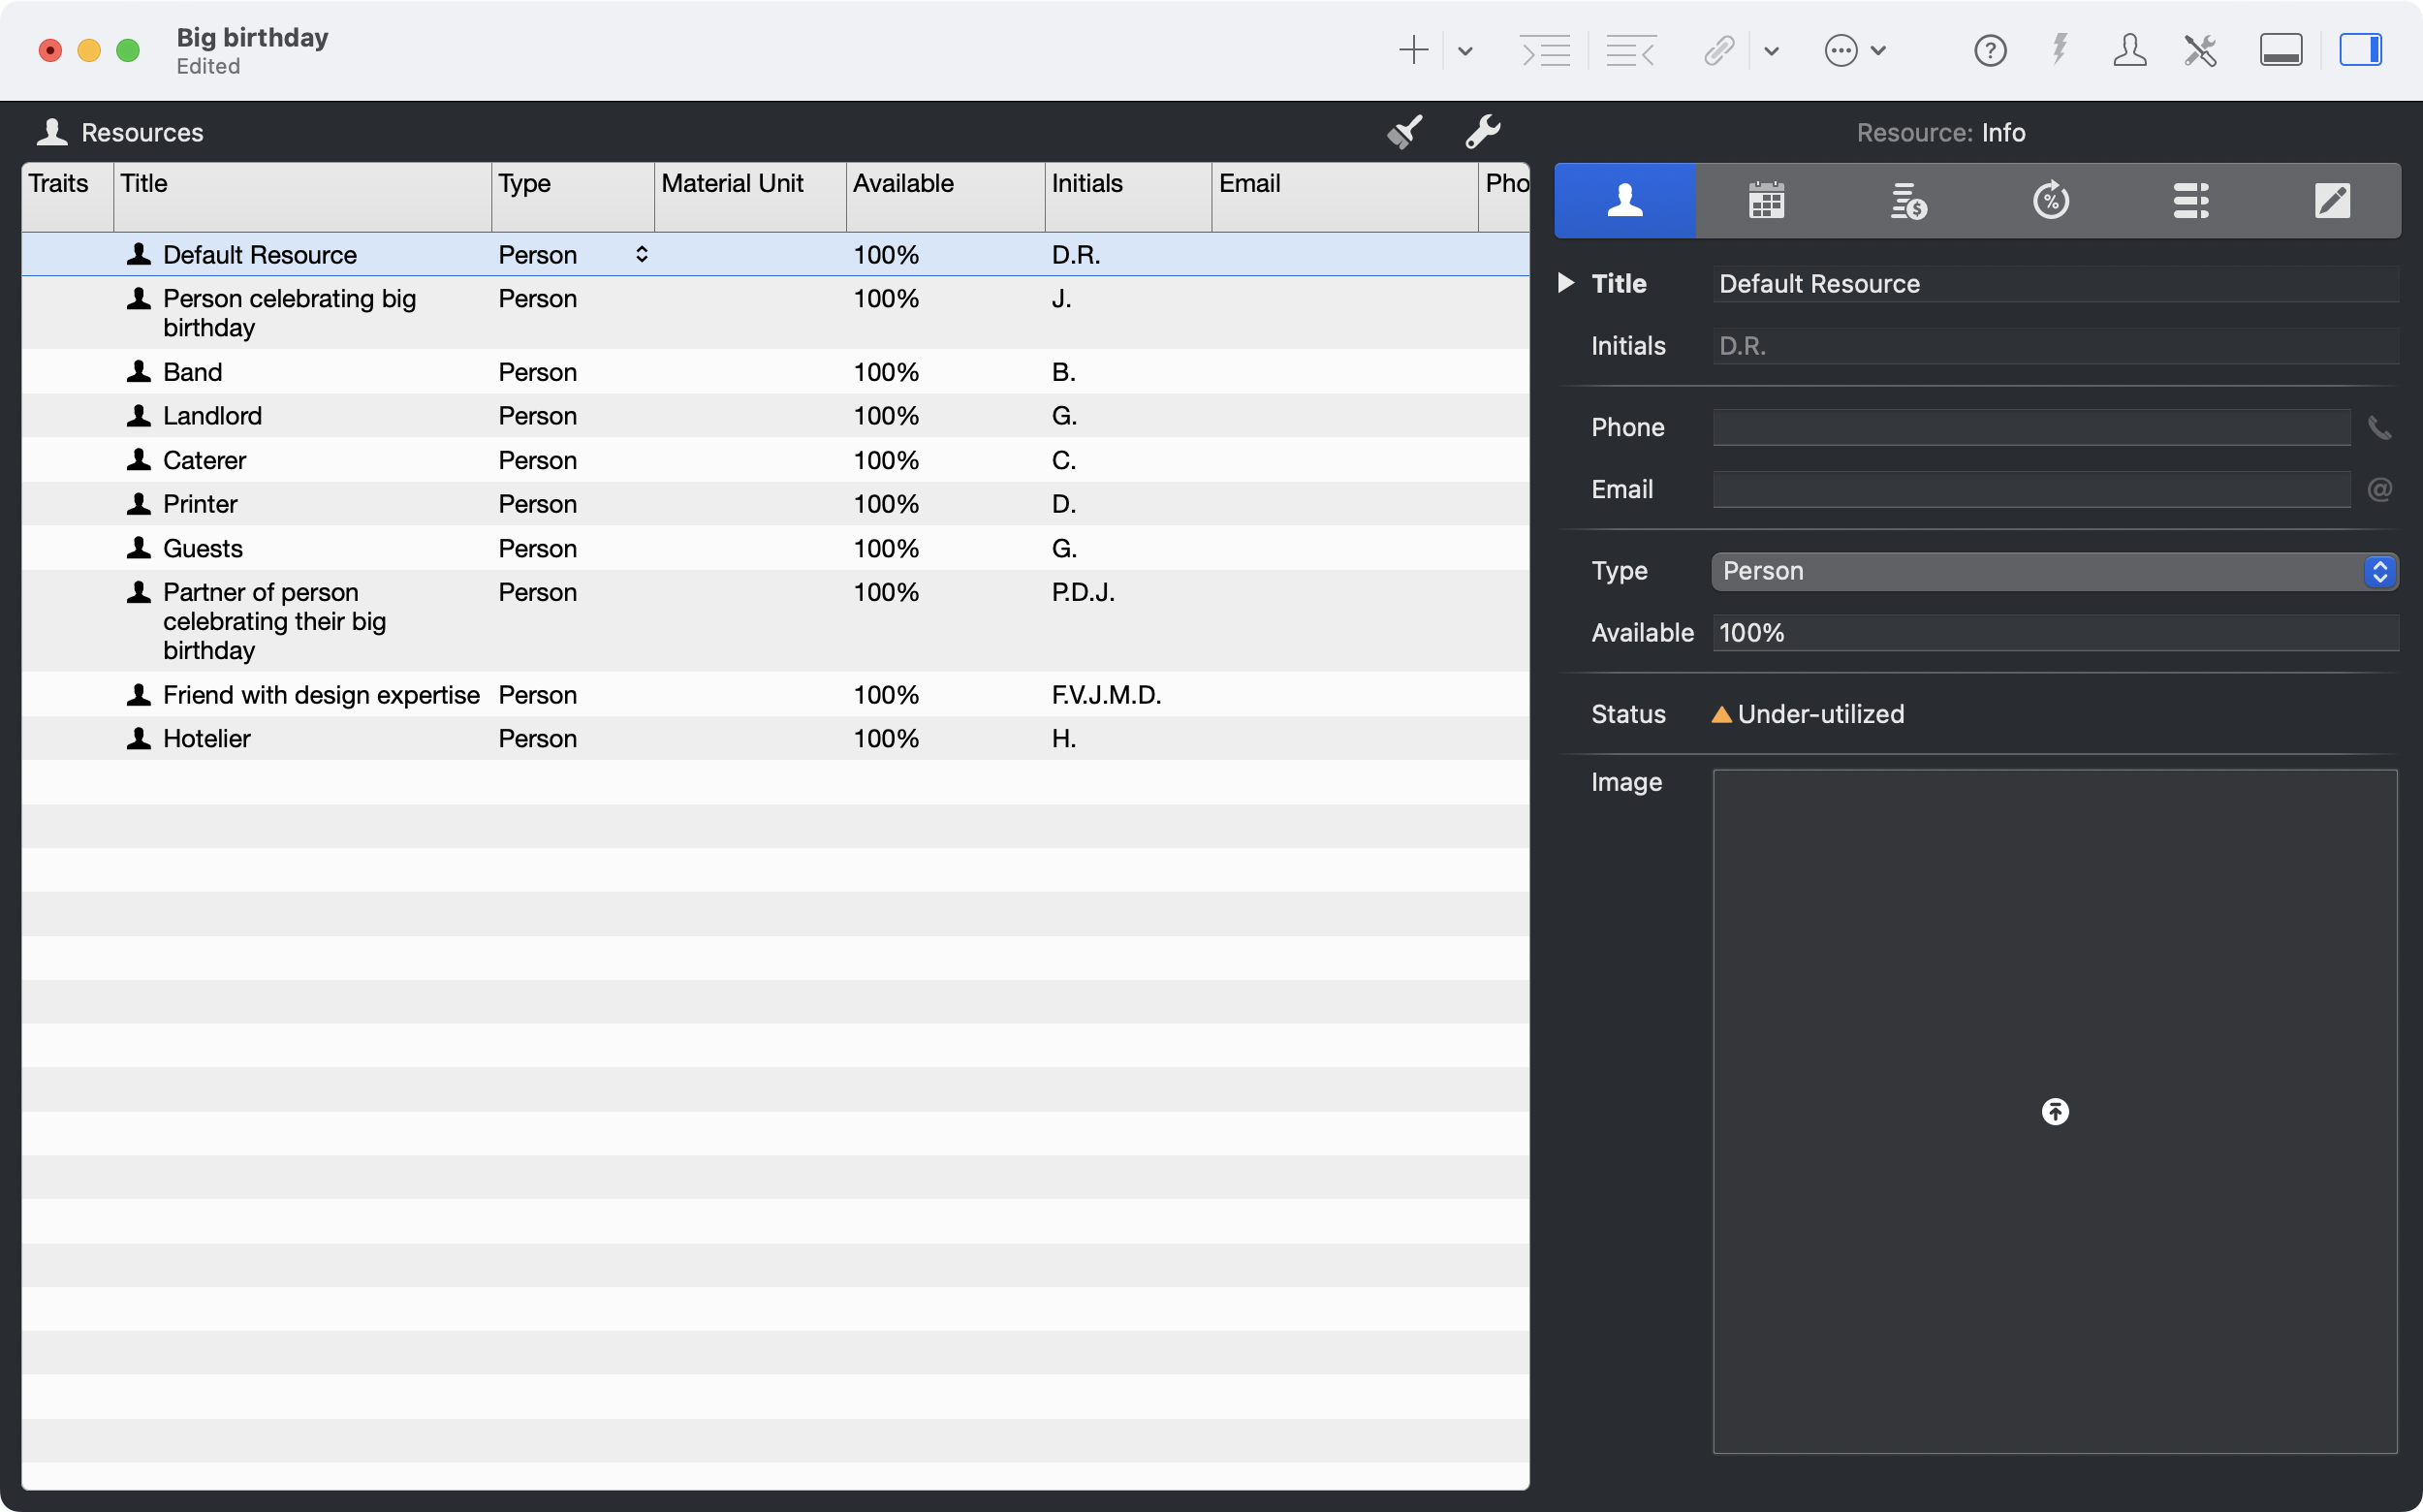 Big birthday
Edited
Resources
Resource: Info
Traits Title Type Material Unit Available Initials Email Pho
Default Resource Person 100% D.R.
Person celebrating big Person 100% J.
birthday
Band Person 100% B.
Landlord Person 100% G.
Caterer Person 100% C.
Printer Person 100% D.
Guests Person 100% G.
Partner of person Person 100% P.D.J.
celebrating their big
birthday
Friend with design expertise Person 100% F.V.J.M.D.
Hotelier Person 100% H.
Title Default Resource
Initials D.R.
Phone
Email @
Type Person
Available 100%
Status Under-utilized
Image